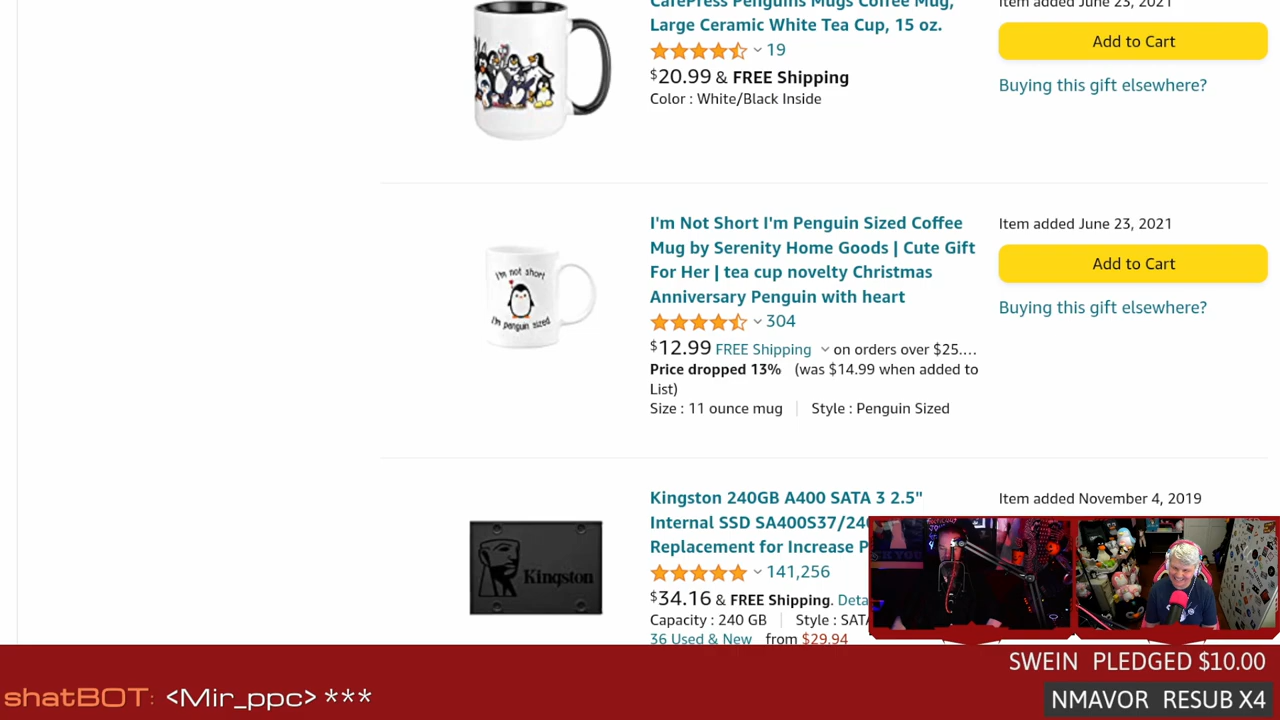 CafePress Penguins Mugs Coffee Mug,
Large Ceramic White Tea Cup, 15 oz.
19
$20.99 & FREE Shipping
Color : White/Black Inside
Item added June 23, 2021
Add to Cart
Buying this gift elsewhere?
I'm not short
I'm penguin sized
I'm Not Short I'm Penguin Sized Coffee
Mug by Serenity Home Goods | Cute Gift
For Her | tea cup novelty Christmas
Anniversary Penguin with heart
304
$12.99 FREE Shipping on orders over $25....
Price dropped 13% (was $14.99 when added to
List)
Size : 11 ounce mug Style : Penguin Sized
Item added June 23, 2021
Add to Cart
Buying this gift elsewhere?
Kingston
Kingston 240GB A400 SATA 3 2.5"
Internal SSD SA400S37/24
Replacement for Increase P
141,256
$34.16 & FREE Shipping. Deta
Capacity : 240 GB Style : SATA
36 Used & New from $29.94
Item added November 4, 2019
SWEIN PLEDGED $10.00
shatBOT: <Mir_ppc> ***
NMAVOR RESUB X4